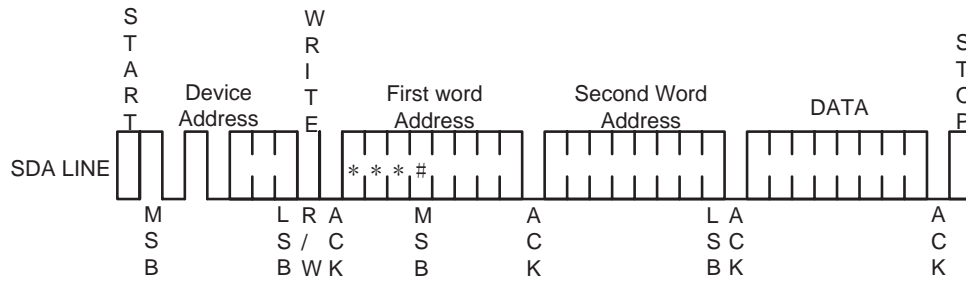 START
WRITE
STOP
Device
Address
First word
Address
Second Word
Address
DATA
SDA LINE
* * * #
MSB
LSB
R/W
ACK
MSB
ACK
LSB
ACK
ACK